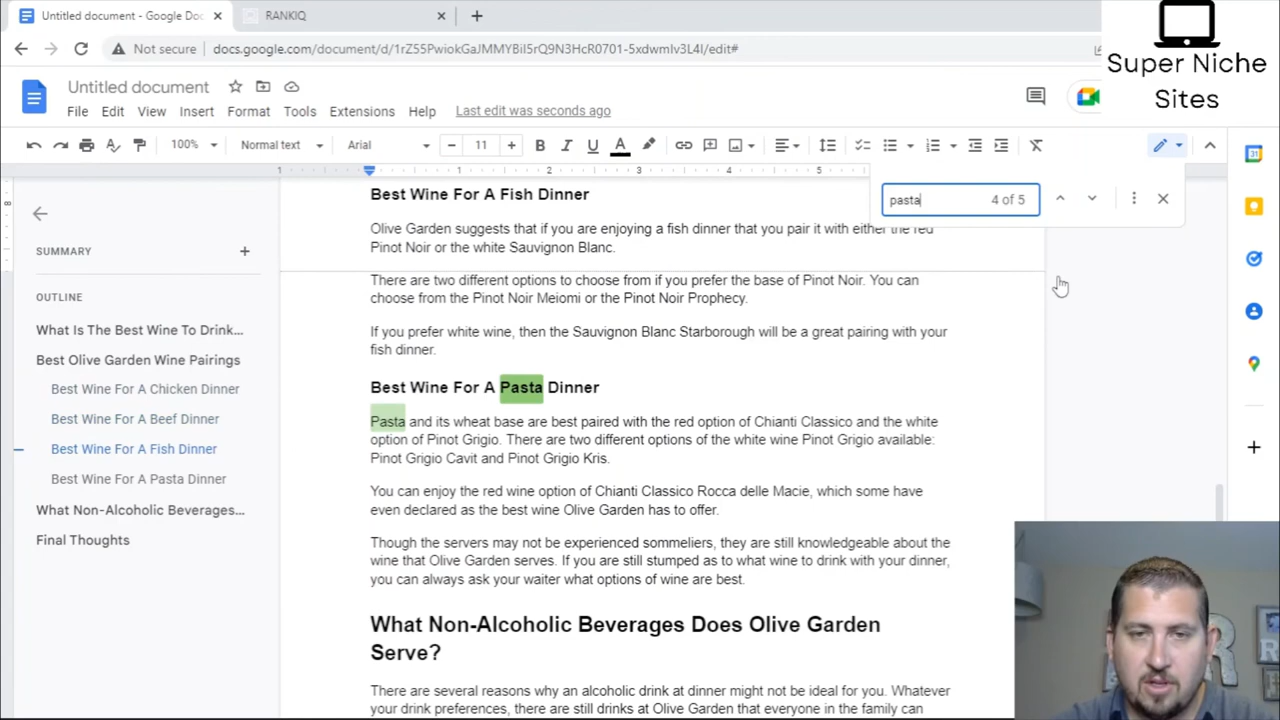 Untitled document - Google Doc
RANKIQ
Not secure
docs.google.com/document/d/1rZ55PwiokGaJMMYBiI5rQ9N3HcR0701-5xdwmIv3L4I/edit#
Super Niche
Sites
Untitled document
File Edit View Insert Format Tools Extensions Help Last edit was seconds ago
100% Normal text Arial 11
pasta 4 of 5
SUMMARY
OUTLINE
What Is The Best Wine To Drink...
Best Olive Garden Wine Pairings
Best Wine For A Chicken Dinner
Best Wine For A Beef Dinner
Best Wine For A Fish Dinner
Best Wine For A Pasta Dinner
What Non-Alcoholic Beverages...
Final Thoughts
Best Wine For A Fish Dinner
Olive Garden suggests that if you are enjoying a fish dinner that you pair it with either the red
Pinot Noir or the white Sauvignon Blanc.
There are two different options to choose from if you prefer the base of Pinot Noir. You can
choose from the Pinot Noir Meiomi or the Pinot Noir Prophecy.
If you prefer white wine, then the Sauvignon Blanc Starborough will be a great pairing with your
fish dinner.
Best Wine For A Pasta Dinner
Pasta and its wheat base are best paired with the red option of Chianti Classico and the white
option of Pinot Grigio. There are two different options of the white wine Pinot Grigio available:
Pinot Grigio Cavit and Pinot Grigio Kris.
You can enjoy the red wine option of Chianti Classico Rocca delle Macie, which some have
even declared as the best wine Olive Garden has to offer.
Though the servers may not be experienced sommeliers, they are still knowledgeable about the
wine that Olive Garden serves. If you are still stumped as to what wine to drink with your dinner,
you can always ask your waiter what options of wine are best.
What Non-Alcoholic Beverages Does Olive Garden
Serve?
There are several reasons why an alcoholic drink at dinner might not be ideal for you. Whatever
your drink preferences, there are still drinks at Olive Garden that everyone in the family can